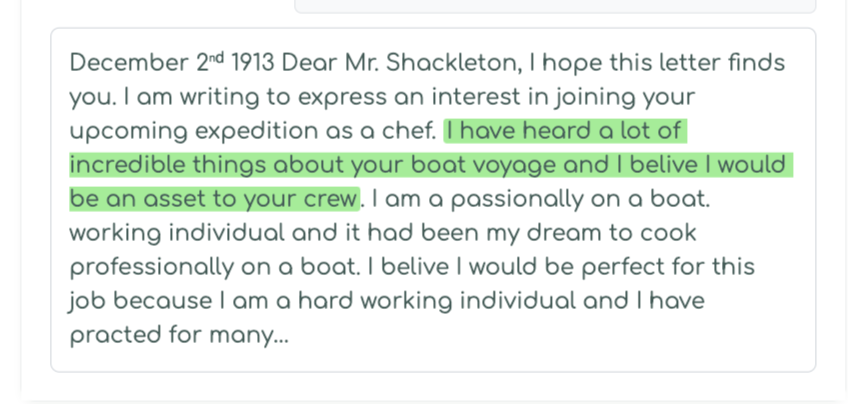 December 2nd 1913 Dear Mr. Shackleton, I hope this letter finds
you. I am writing to express an interest in joining your
upcoming expedition as a chef. I have heard a lot of
incredible things about your boat voyage and I belive I would
be an asset to your crew. I am a passionally on a boat.
working individual and it had been my dream to cook
professionally on a boat. I belive I would be perfect for this
job because I am a hard working individual and I have
practed for many...